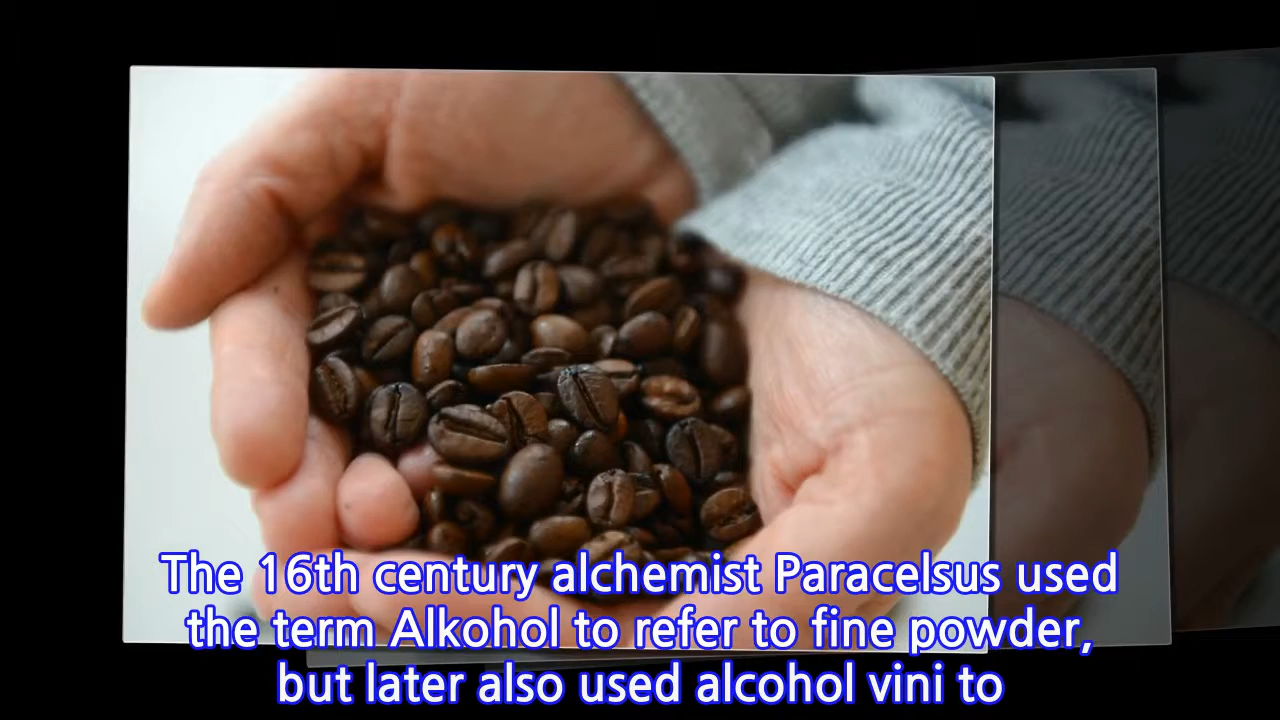 The 16th century alchemist Paracelsus used
the term Alkohol to refer to fine powder,
but later also used alcohol vini to